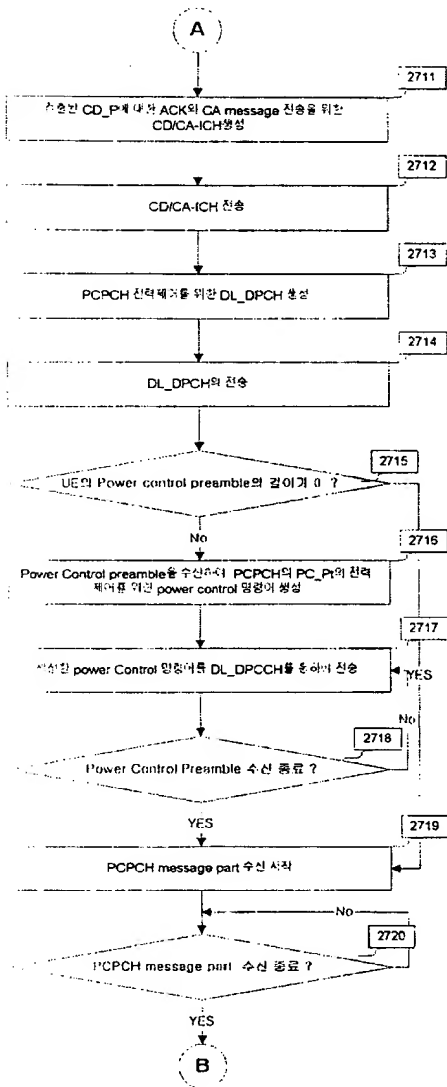 A
2711
CD_P에 대한 ACK와 CA message 전송을 위한
CD/CA-ICH생성
2712
CD/CA-ICH 전송
2713
PCPCH 전력제어를 위한 DL_DPCH 생성
2714
DL_DPCH의 전송
2715
UE의 Power control preamble의 길이가 0 ?
No
2716
Power Control preamble을 수신하여 PCPCH의 PC_P의 전력
제어를 위한 power control 명령어 생성
2717
power Control 명령어를 DL_DPCCH를 통하여 전송
YES
No
2718
Power Control Preamble 수신 종료 ?
YES
2719
PCPCH message part 수신 시작
No
2720
PCPCH message part 수신 종료 ?
YES
B